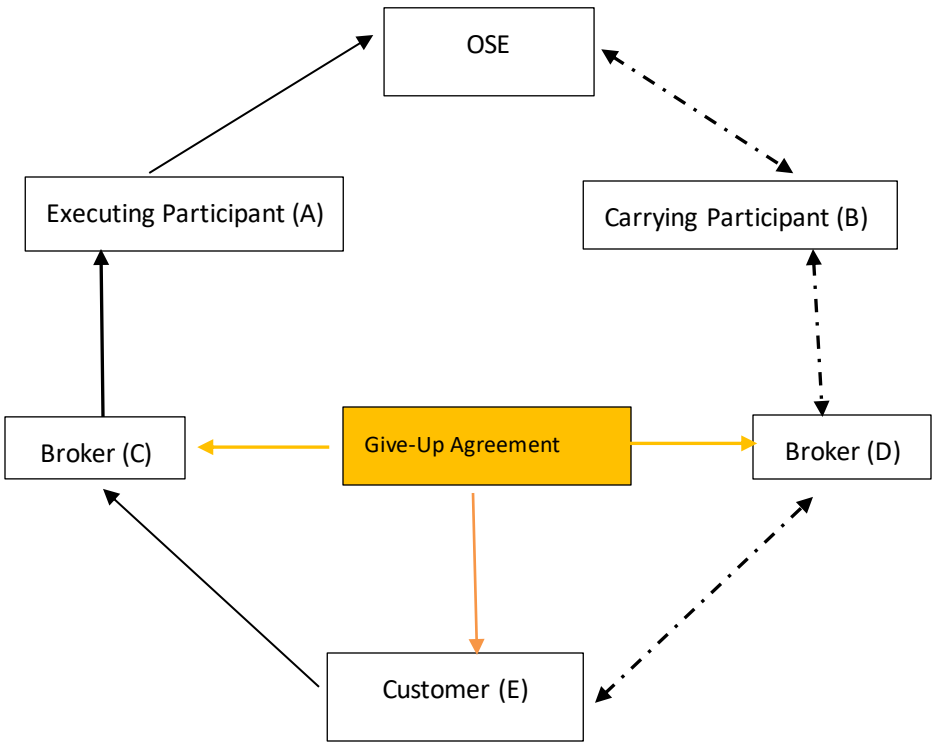 OSE
Executing Participant (A)
Carrying Participant (B)
Broker (C)
Give-Up Agreement
Broker (D)
Customer (E)